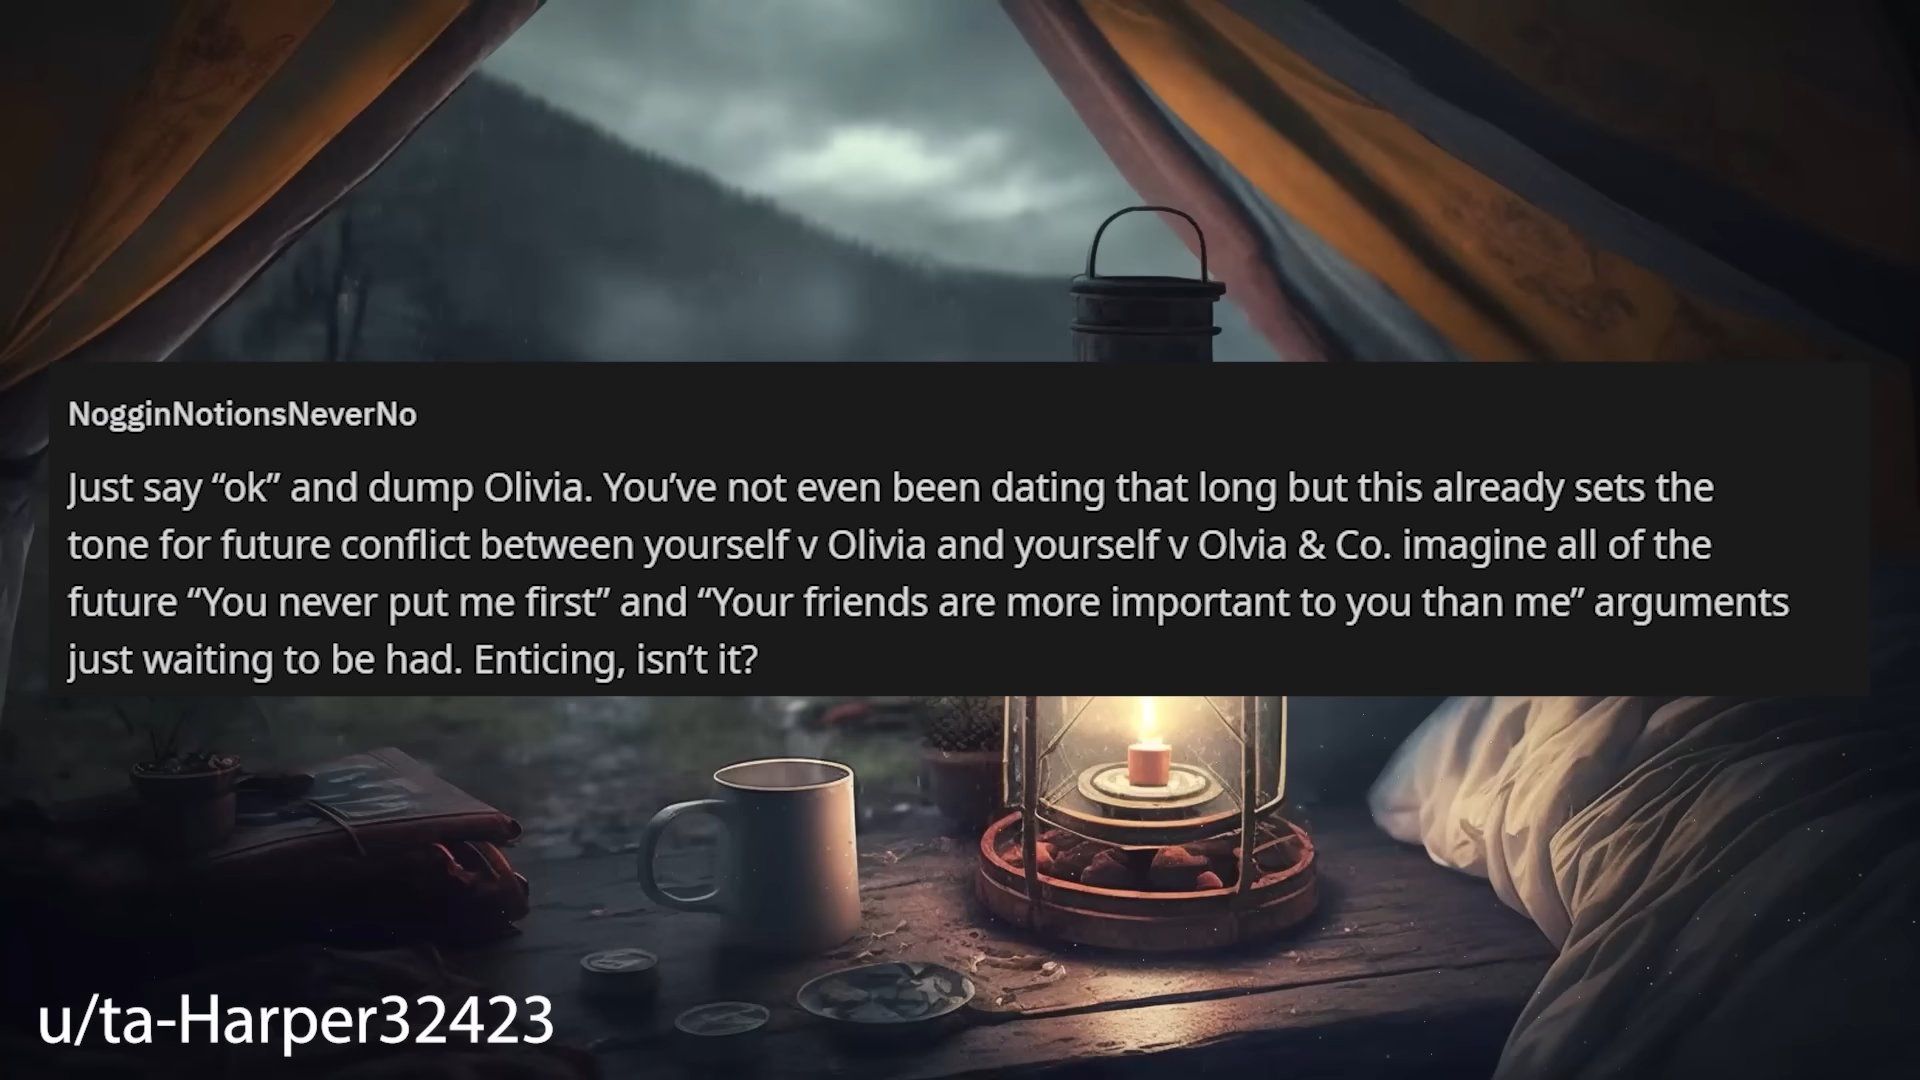 NogginNotionsNeverNo
Just say “ok” and dump Olivia. You’ve not even been dating that long but this already sets the
tone for future conflict between yourself v Olivia and yourself v Olvia & Co. imagine all of the
future “You never put me first” and “Your friends are more important to you than me” arguments
just waiting to be had. Enticing, isn’t it?
u/ta-Harper32423